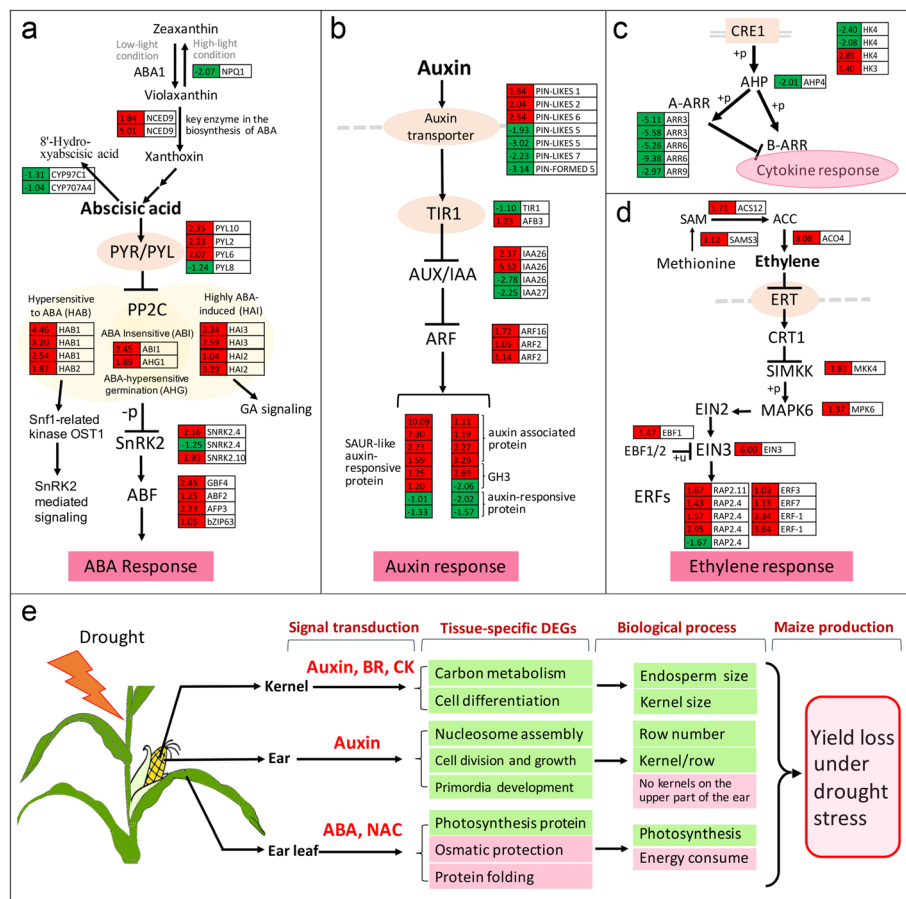 a
Zeaxanthin
Low-light condition
High-light condition
ABA1
-2.07 NPQ1
Violaxanthin
1.84 NCED9
5.01 NCED9
key enzyme in the biosynthesis of ABA
8'-Hydro-
xyabscisic acid
Xanthoxin
-1.31 CYP97C1
-1.04 CYP707A4
Abscisic acid
PYR/PYL
2.35 PYL10
2.23 PYL2
2.07 PYL6
-1.24 PYL8
Hypersensitive to ABA (HAB)
PP2C
Highly ABA-induced (HAI)
4.46 HAB1
3.20 HAB1
2.54 HAB1
1.82 HAB2
ABA Insensitive (ABI)
2.45 ABI1
1.89 AHG1
ABA-hypersensitive
germination (AHG)
3.34 HAI3
2.59 HAI3
1.04 HAI2
3.29 HAI2
GA signaling
Snf1-related
kinase OST1
-p
SnRK2
2.16 SNRK2.4
-1.25 SNRK2.4
1.93 SNRK2.10
SnRK2
mediated
signaling
ABF
2.45 GBF4
1.25 ABF2
2.23 AFP3
1.05 bZIP63
ABA Response
b
Auxin
Auxin
transporter
1.64 PIN-LIKES 1
2.04 PIN-LIKES 2
2.54 PIN-LIKES 6
-1.93 PIN-LIKES 5
-3.02 PIN-LIKES 5
-2.23 PIN-LIKES 7
-3.14 PIN-FORMED 5
TIR1
-1.10 TIR1
1.23 AFB3
AUX/IAA
2.37 IAA26
5.52 IAA26
-2.78 IAA26
-2.25 IAA27
ARF
1.72 ARF16
1.05 ARF2
1.14 ARF2
SAUR-like
auxin-
responsive
protein
10.09
7.30
2.73
1.59
1.25
1.20
-1.01
-1.33
1.11
1.19
2.27
3.29
2.69
-2.06
-2.02
-1.57
auxin associated
protein
GH3
auxin-responsive
protein
Auxin response
c
CRE1
-2.40 HK4
-2.08 HK4
2.89 HK4
1.40 HK3
+p
AHP
-2.01 AHP4
A-ARR
+p
+p
-5.11 ARR3
-5.58 ARR3
-5.26 ARR6
-9.38 ARR6
-2.97 ARR9
B-ARR
Cytokine response
d
1.71 ACS12
SAM
ACC
3.12 SAMS3
3.08 ACO4
Methionine
Ethylene
ERT
CRT1
SIMKK
1.81 MKK4
+p
EIN2
MAPK6
1.37 MPK6
1.47 EBF1
EBF1/2
+u
EIN3
6.00 EIN3
ERFs
1.67 RAP2.11
1.43 RAP2.4
1.57 RAP2.4
2.95 RAP2.4
-1.67 RAP2.4
1.03 ERF3
1.13 ERF7
3.34 ERF-1
3.64 ERF-1
Ethylene response
e
Drought
Signal transduction
Tissue-specific DEGs
Biological process
Maize production
Kernel
Auxin, BR, CK
Carbon metabolism
Cell differentiation
Endosperm size
Kernel size
Ear
Auxin
Nucleosome assembly
Cell division and growth
Primordia development
Row number
Kernel/row
No kernels on the
upper part of the ear
Ear leaf
ABA, NAC
Photosynthesis protein
Osmatic protection
Protein folding
Photosynthesis
Energy consume
Yield loss
under
drought
stress